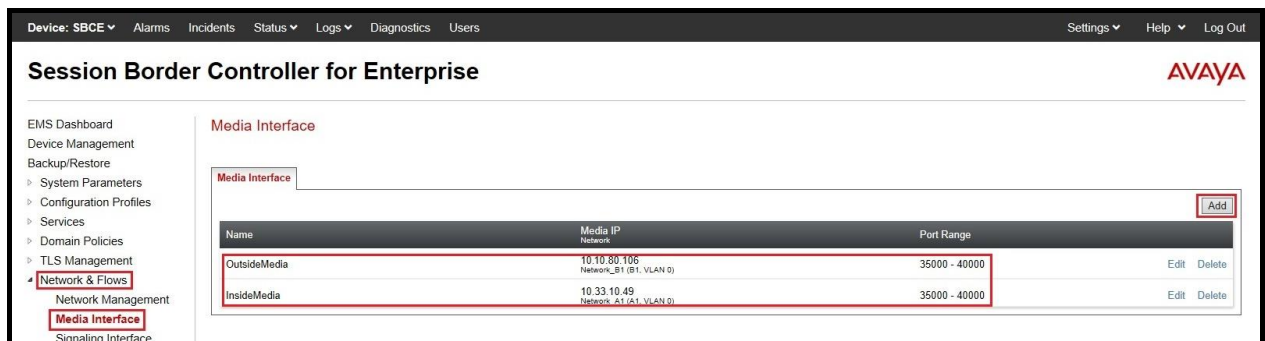 Device: SBCE Alarms Incidents Status Logs Diagnostics Users Settings Help Log Out
Session Border Controller for Enterprise
AVAYA
EMS Dashboard
Device Management
Backup/Restore
System Parameters
Configuration Profiles
Services
Domain Policies
TLS Management
Network & Flows
Network Management
Media Interface
Signaling Interface
Media Interface
Media Interface
Add
Name Media IP Port Range
Network
OutsideMedia 10.10.80.106 35000 - 40000 Edit Delete
Network_B1 (B1, VLAN 0)
InsideMedia 10.33.10.49 35000 - 40000 Edit Delete
Network_A1 (A1, VLAN 0)